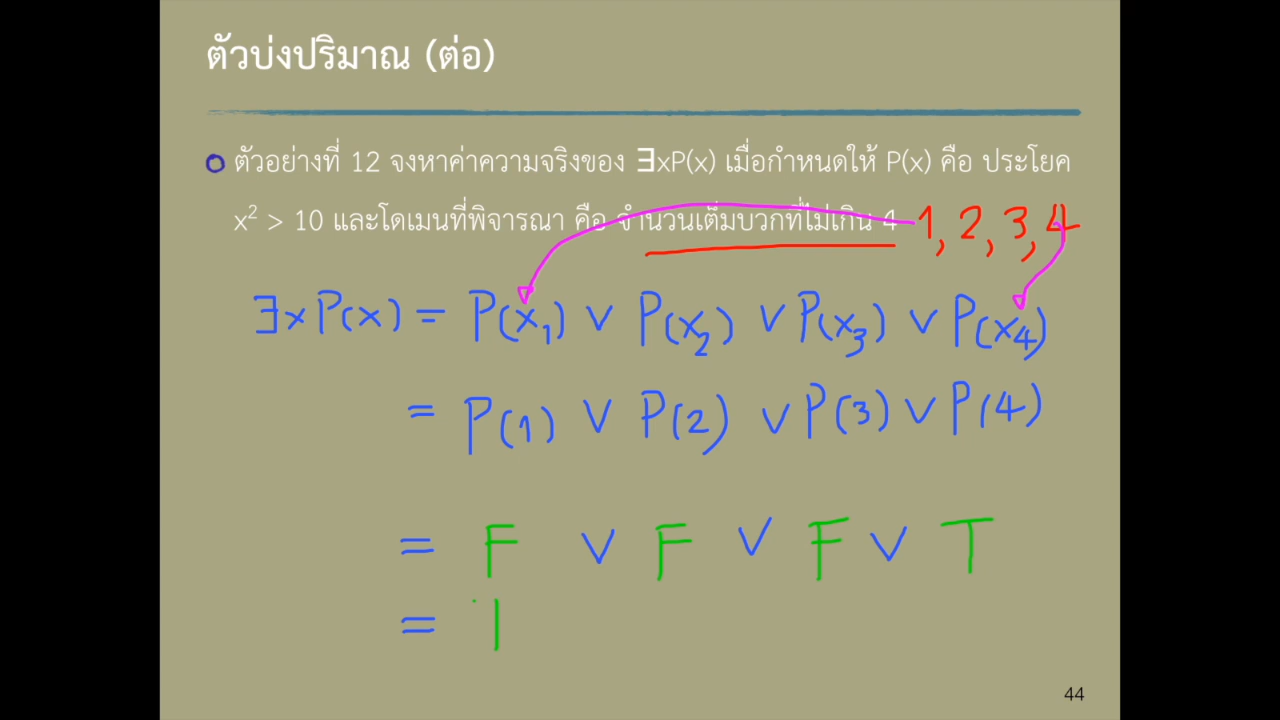 ตัวบ่งปริมาณ (ต่อ)
ตัวอย่างที่ 12 จงหาค่าความจริงของ ∃xP(x) เมื่อกำหนดให้ P(x) คือ ประโยค
x² > 10 และโดเมนที่พิจารณา คือ จำนวนเต็มบวกที่ไม่เกิน 4 1, 2, 3, 4
∃xP(x) = P(x₁) ∨ P(x₂) ∨ P(x₃) ∨ P(x₄)
= P(1) ∨ P(2) ∨ P(3) ∨ P(4)
= F ∨ F ∨ F ∨ T
=
44